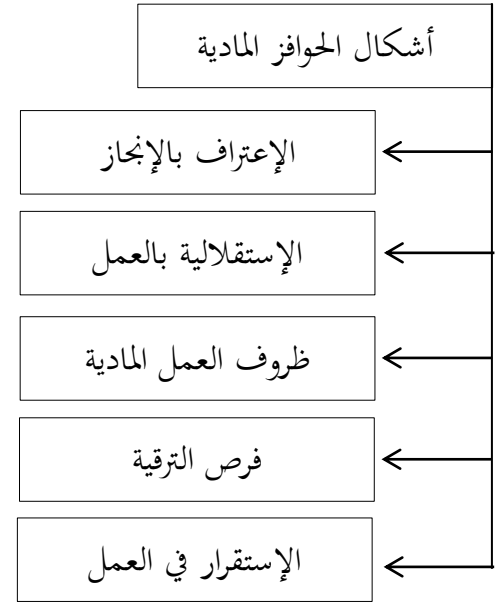 أشكال الحوافز المادية
الإعتراف بالإنجاز
الإستقلالية بالعمل
ظروف العمل المادية
فرص الترقية
الإستقرار في العمل